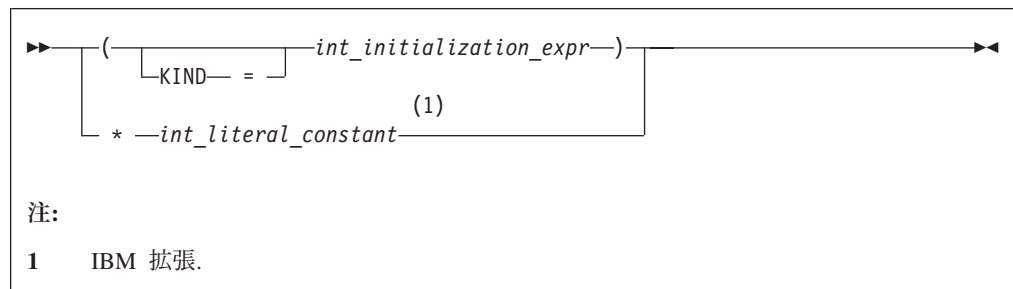 ( int_initialization_expr )
KIND =
(1)
* int_literal_constant
注:
1 IBM 拡張.